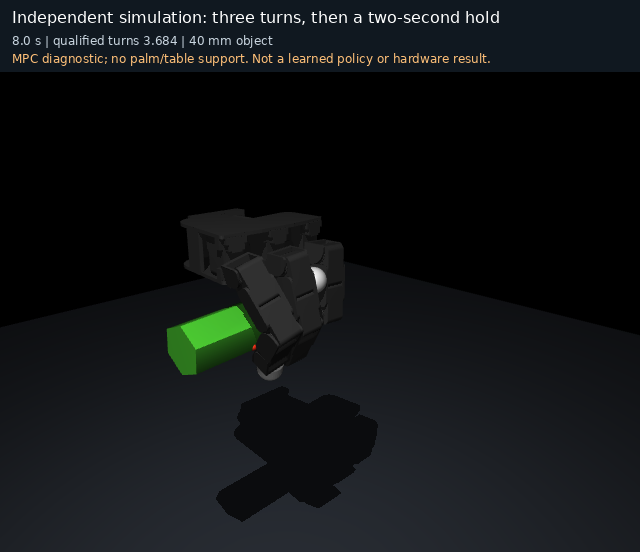 Independent simulation: three turns, then a two-second hold
8.0 s | qualified turns 3.684 | 40 mm object
MPC diagnostic; no palm/table support. Not a learned policy or hardware result.